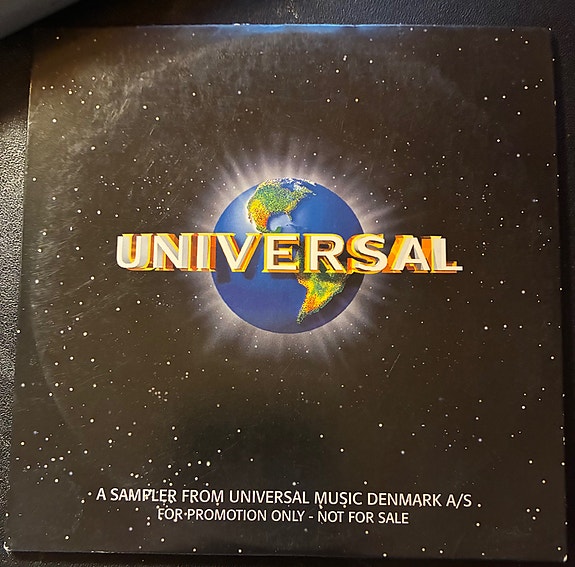 UNIVERSAL
A SAMPLER FROM UNIVERSAL MUSIC DENMARK A/S
FOR PROMOTION ONLY - NOT FOR SALE